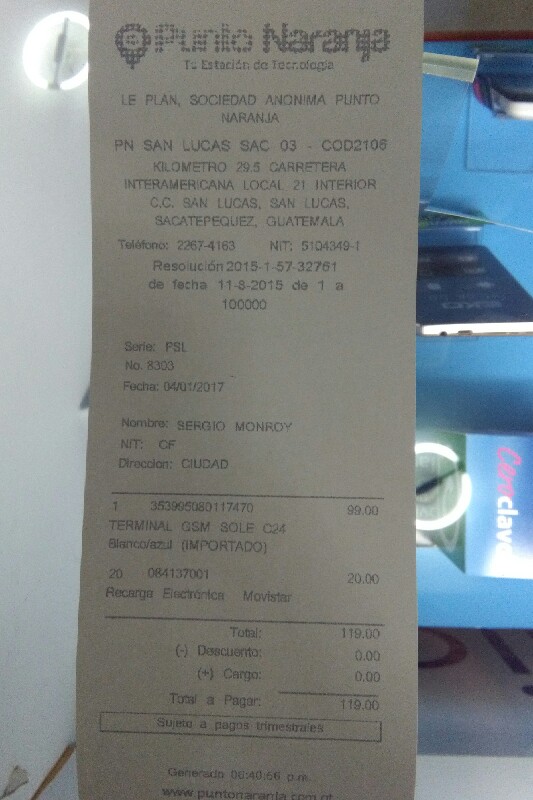 Punto Naranja
Tu Estación de Tecnología
LE PLAN, SOCIEDAD ANONIMA PUNTO
NARANJA
PN SAN LUCAS SAC 03 - COD2106
KILOMETRO 29.5 CARRETERA
INTERAMERICANA LOCAL 21 INTERIOR
C.C. SAN LUCAS, SAN LUCAS,
SACATEPEQUEZ, GUATEMALA
Teléfono: 2267-4163 NIT: 5104349-1
Resolución 2015-1-57-32761
de fecha 11-8-2015 de 1 a
100000
Serie: PSL
No. 8303
Fecha: 04/01/2017
Nombre: SERGIO MONROY
NIT: CF
Direccion: CIUDAD
1 353995080117470 99.00
TERMINAL GSM SOLE C24
Blanco/azul (IMPORTADO)
20 084137001 20.00
Recarga Electrónica Movistar
Total: 119.00
(-) Descuento: 0.00
(+) Cargo: 0.00
Total a Pagar: 119.00
Sujeto a pagos trimestrales
Generado 06:40:56 p.m.
www.puntonaranja.com.gt